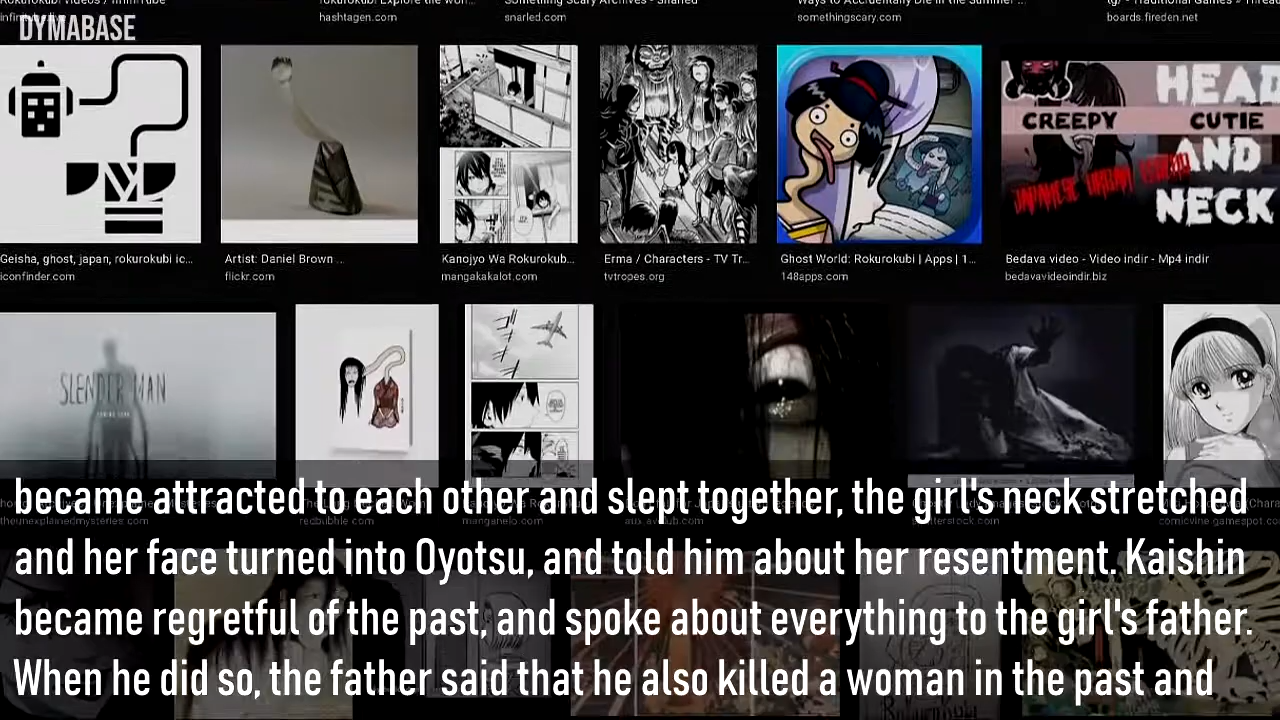 hashtagen.com
snarled.com
somethingscary.com
boards.fireden.net
DYMABASE
HEAD
CREEPY
CUTIE
AND
NECK
Geisha, ghost, japan, rokurokubi ic...
Artist: Daniel Brown ...
Kanojyo Wa Rokurokub...
Erma / Characters - TV Tr...
Ghost World: Rokurokubi | Apps | 1...
Bedava video - Video indir - Mp4 indir
iconfinder.com
flickr.com
mangakakalot.com
tvtropes.org
148apps.com
bedavavideoindir.biz
SLENDER MAN
became attracted to each other and slept together, the girl's neck stretched
and her face turned into Oyotsu, and told him about her resentment. Kaishin
became regretful of the past, and spoke about everything to the girl's father.
When he did so, the father said that he also killed a woman in the past and